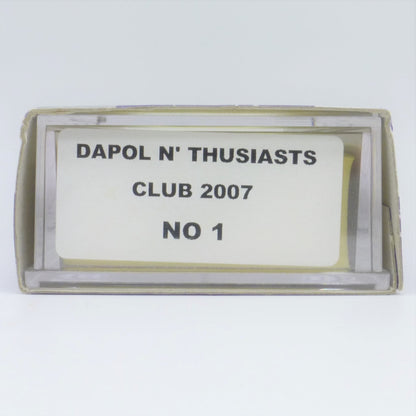 DAPOL N' THUSIASTS
CLUB 2007
NO 1